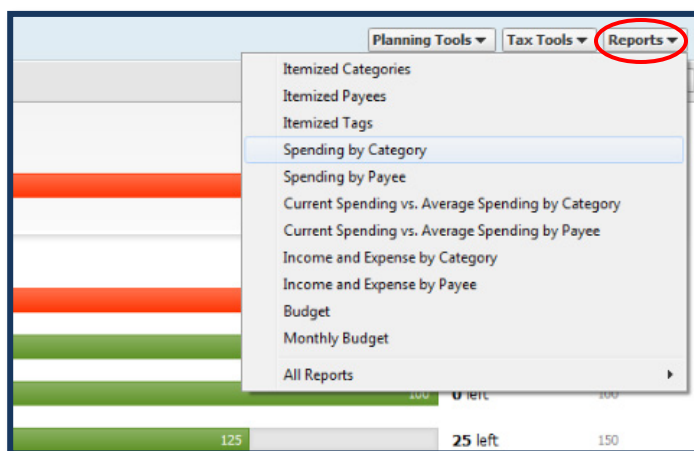 Planning Tools Tax Tools Reports
Itemized Categories
Itemized Payees
Itemized Tags
Spending by Category
Spending by Payee
Current Spending vs. Average Spending by Category
Current Spending vs. Average Spending by Payee
Income and Expense by Category
Income and Expense by Payee
Budget
Monthly Budget
All Reports
100 0 left 100
125 25 left 150